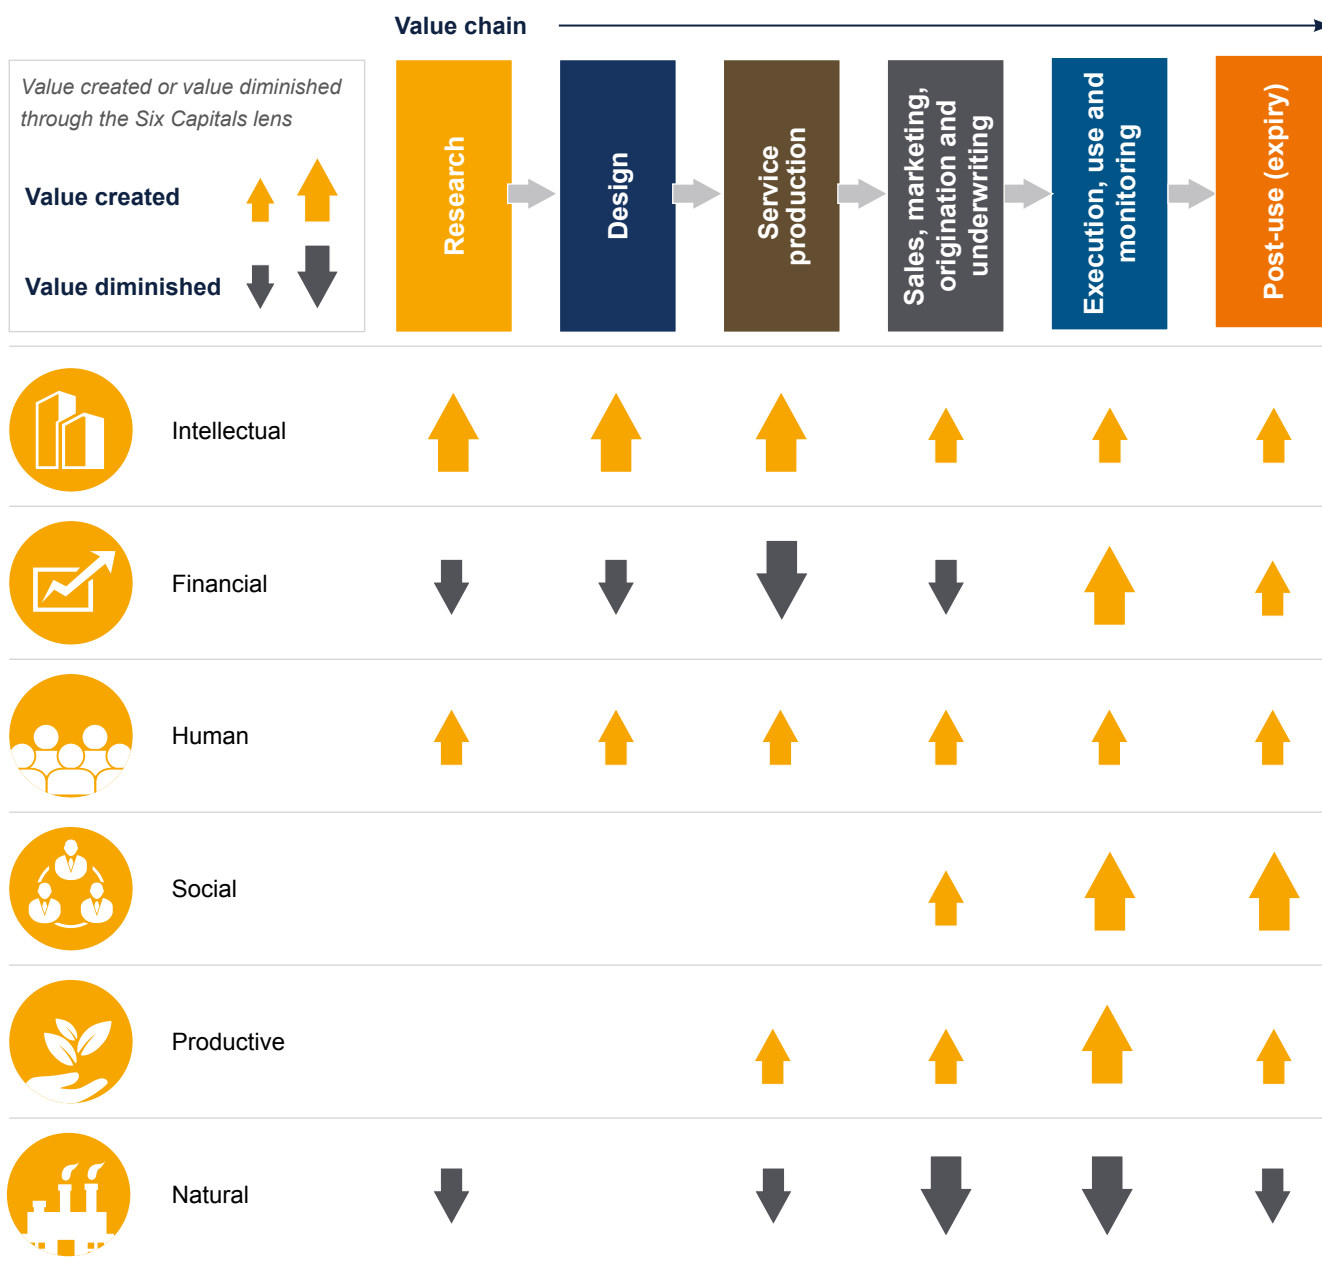 Value chain
Value created or value diminished
through the Six Capitals lens
Value created
Value diminished
Research
Design
Service
production
Sales, marketing,
origination and
underwriting
Execution, use and
monitoring
Post-use (expiry)
Intellectual
Financial
Human
Social
Productive
Natural